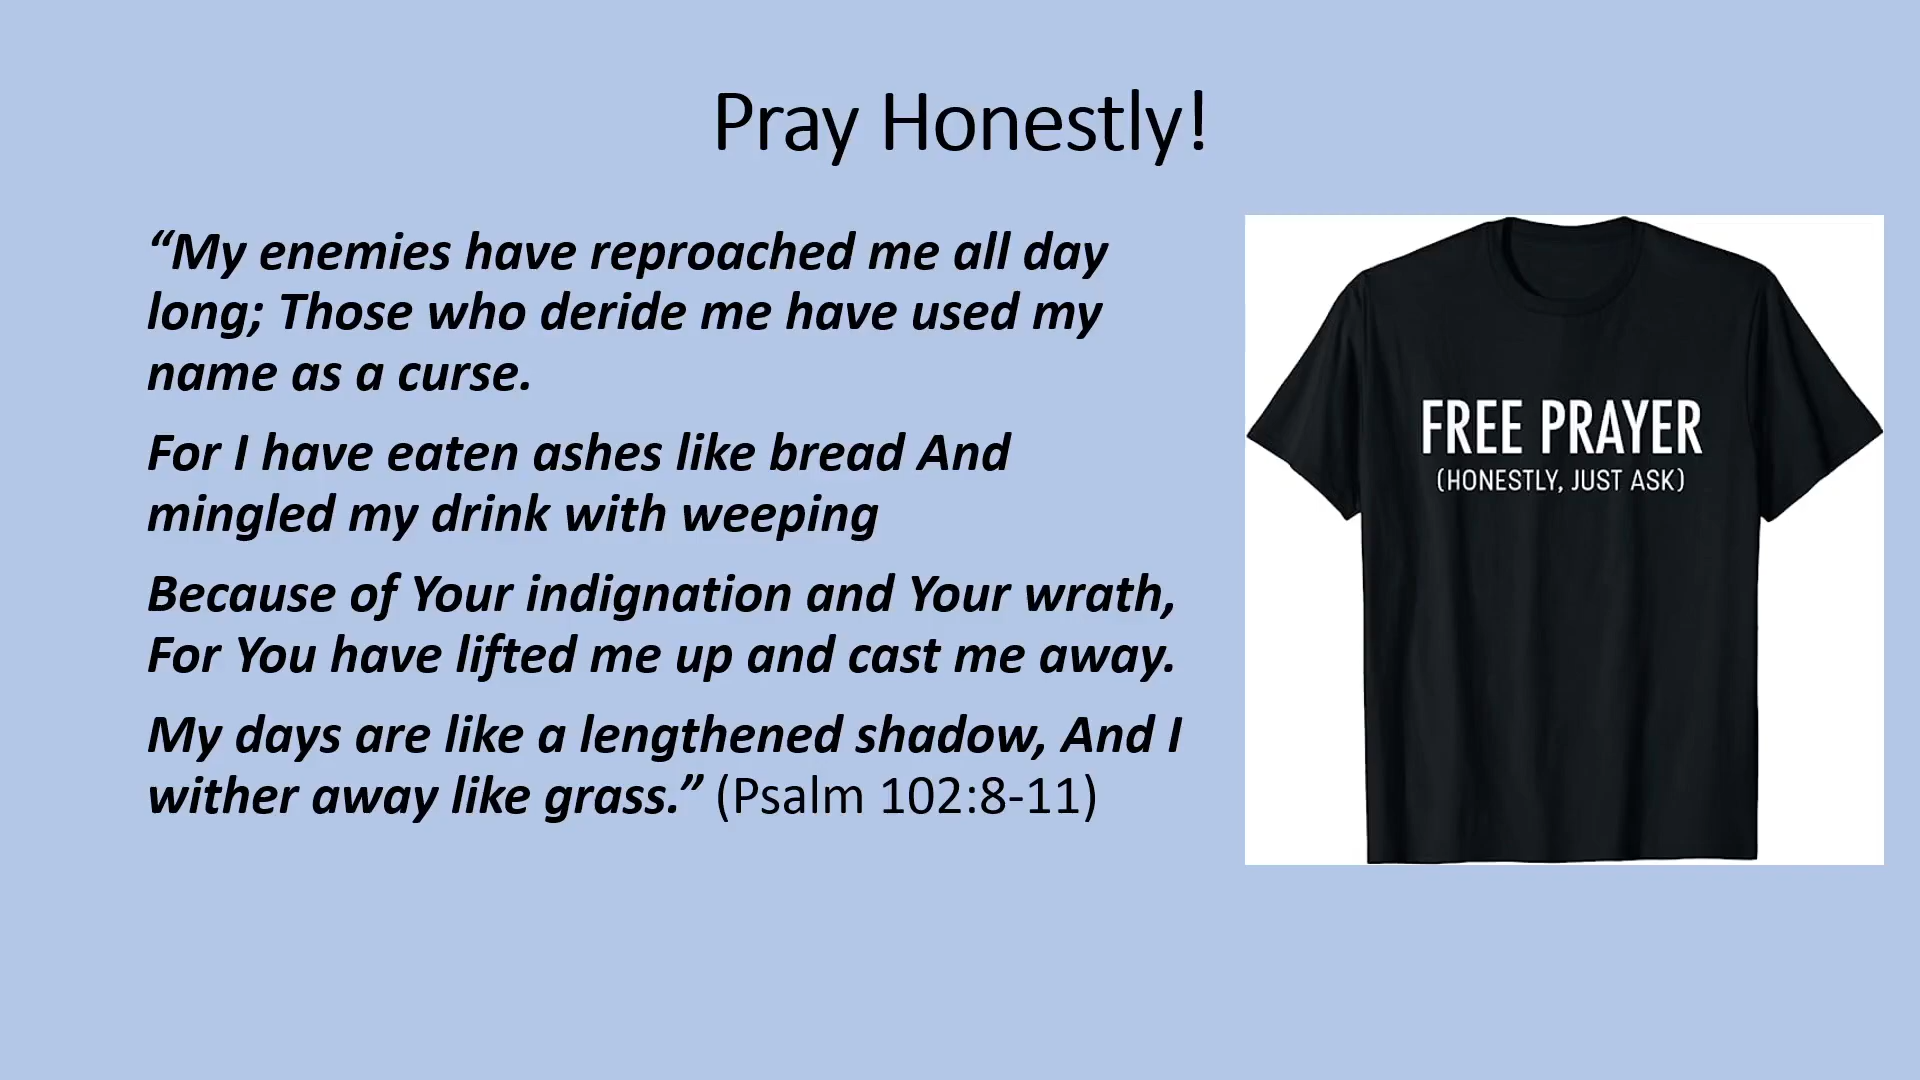 Pray Honestly!
“My enemies have reproached me all day
long; Those who deride me have used my
name as a curse.
For I have eaten ashes like bread And
mingled my drink with weeping
Because of Your indignation and Your wrath,
For You have lifted me up and cast me away.
My days are like a lengthened shadow, And I
wither away like grass.” (Psalm 102:8-11)
FREE PRAYER
(HONESTLY, JUST ASK)